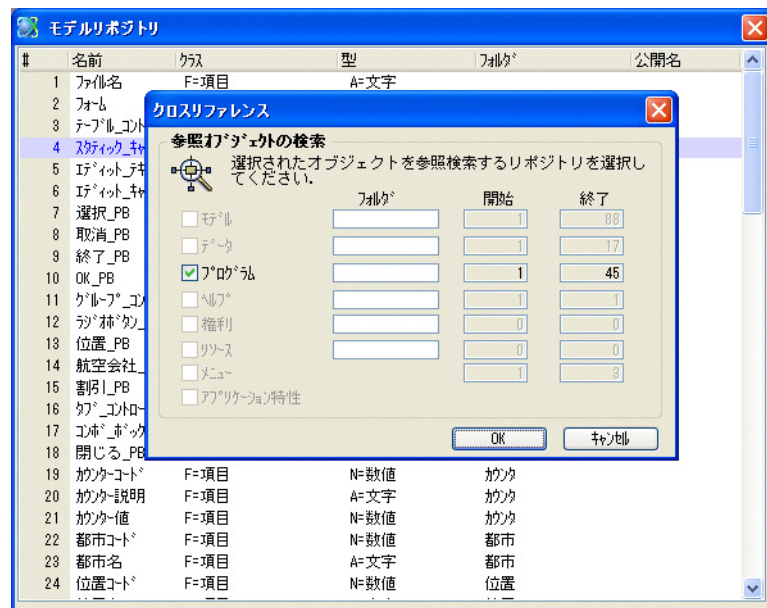 モデルリポジトリ
# 名前 クラス 型 フォルダ 公開名
1 ファイル名 F=項目 A=文字
2 フォーム
3 テーブル_コント
4 スタティック_キャ
5 エディット_テキ
6 エディット_キャ
7 選択_PB
8 取消_PB
9 終了_PB
10 OK_PB
11 グループ_コン
12 ラジオボタン_
13 位置_PB
14 航空会社_
15 割引_PB
16 タブ_コントロー
17 コンボ_ボック
18 閉じる_PB
クロスリファレンス
参照オブジェクトの検索
選択されたオブジェクトを参照検索するリポジトリを選択し
てください.
フォルダ 開始 終了
モデル 1 88
データ 1 17
プログラム 1 45
ヘルプ 1 1
権利 0 0
リソース 0 0
メニュー 1 3
アプリケーション特性
OK キャンセル
19 カウンターコード F=項目 N=数値 カウンタ
20 カウンター説明 F=項目 A=文字 カウンタ
21 カウンター値 F=項目 N=数値 カウンタ
22 都市コード F=項目 N=数値 都市
23 都市名 F=項目 A=文字 都市
24 位置コード F=項目 N=数値 位置